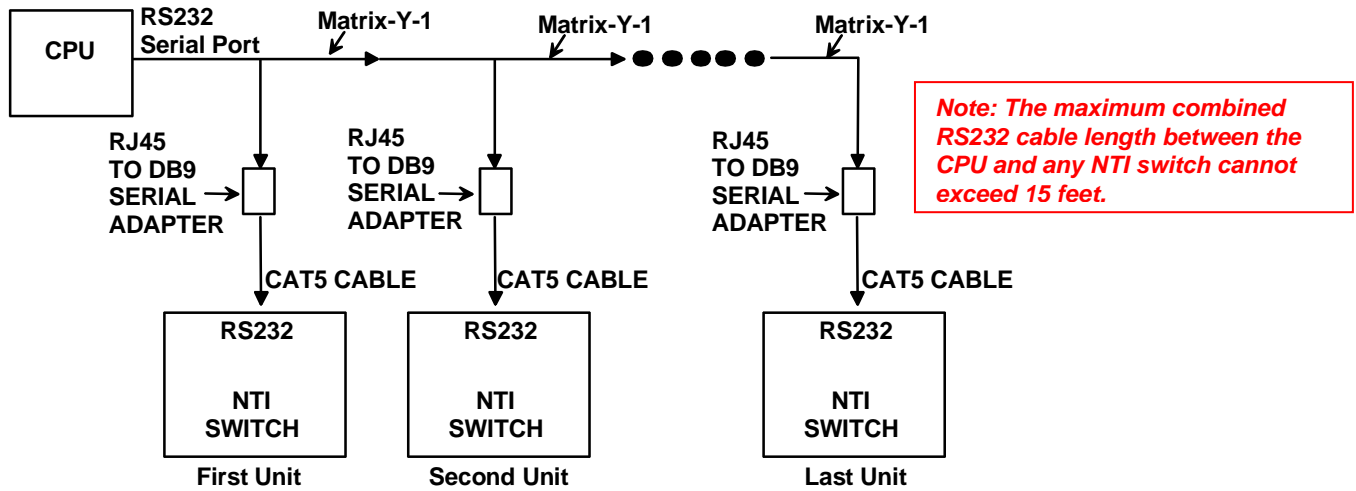 RS232
Serial Port
CPU
Matrix-Y-1
Matrix-Y-1
Matrix-Y-1
Note: The maximum combined
RS232 cable length between the
CPU and any NTI switch cannot
exceed 15 feet.
RJ45
TO DB9
SERIAL
ADAPTER
RJ45
TO DB9
SERIAL
ADAPTER
RJ45
TO DB9
SERIAL
ADAPTER
CAT5 CABLE
CAT5 CABLE
CAT5 CABLE
RS232
NTI
SWITCH
First Unit
RS232
NTI
SWITCH
Second Unit
RS232
NTI
SWITCH
Last Unit